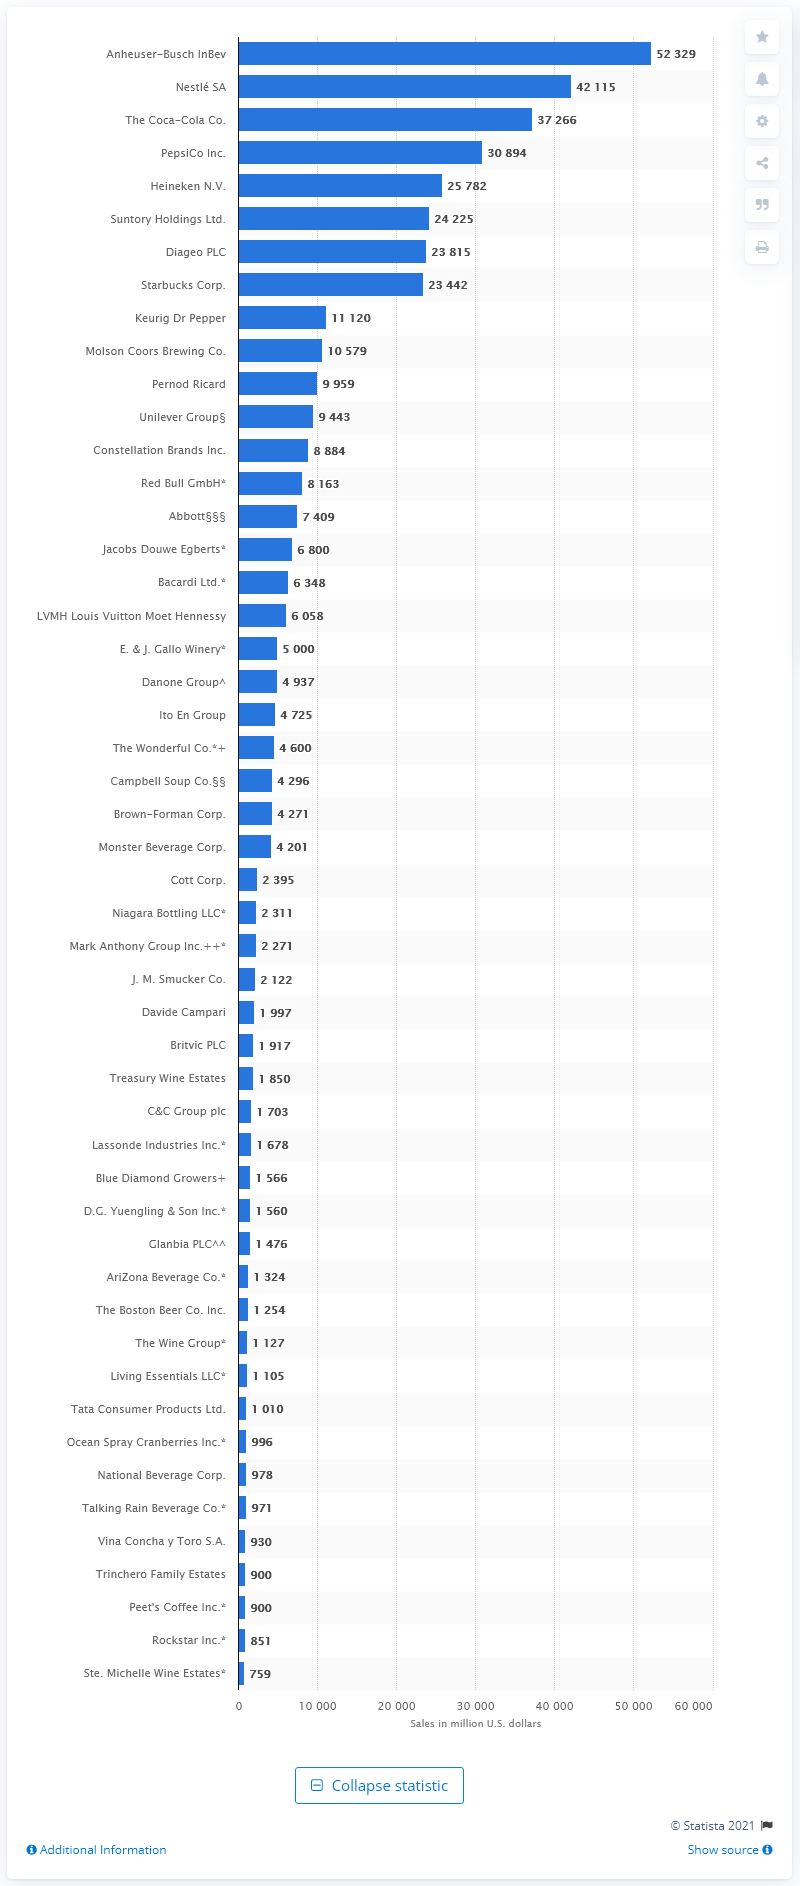 Anheuser-Busch InBev 52 329
Nestlé SA 42 115
The Coca-Cola Co. 37 266
PepsiCo Inc. 30 894
Heineken N.V. 25 782
Suntory Holdings Ltd. 24 225
Diageo PLC 23 815
Starbucks Corp. 23 442
Keurig Dr Pepper 11 120
Molson Coors Brewing Co. 10 579
Pernod Ricard 9 959
Unilever Group§ 9 443
Constellation Brands Inc. 8 884
Red Bull GmbH* 8 163
Abbott§§§ 7 409
Jacobs Douwe Egberts* 6 800
Bacardi Ltd.* 6 348
LVMH Louis Vuitton Moet Hennessy 6 058
E. & J. Gallo Winery* 5 000
Danone Group^ 4 937
Ito En Group 4 725
The Wonderful Co.*+ 4 600
Campbell Soup Co.§§ 4 296
Brown-Forman Corp. 4 271
Monster Beverage Corp. 4 201
Cott Corp. 2 395
Niagara Bottling LLC* 2 311
Mark Anthony Group Inc.++* 2 271
J. M. Smucker Co. 2 122
Davide Campari 1 997
Britvic PLC 1 917
Treasury Wine Estates 1 850
C&C Group plc 1 703
Lassonde Industries Inc.* 1 678
Blue Diamond Growers+ 1 566
D.G. Yuengling & Son Inc.* 1 560
Glanbia PLC^^ 1 476
AriZona Beverage Co.* 1 324
The Boston Beer Co. Inc. 1 254
The Wine Group* 1 127
Living Essentials LLC* 1 105
Tata Consumer Products Ltd. 1 010
Ocean Spray Cranberries Inc.* 996
National Beverage Corp. 978
Talking Rain Beverage Co.* 971
Vina Concha y Toro S.A. 930
Trinchero Family Estates 900
Peet's Coffee Inc.* 900
Rockstar Inc.* 851
Ste. Michelle Wine Estates* 759
0 10 000 20 000 30 000 40 000 50 000 60 000
Sales in million U.S. dollars
Collapse statistic
© Statista 2021
Additional Information Show source